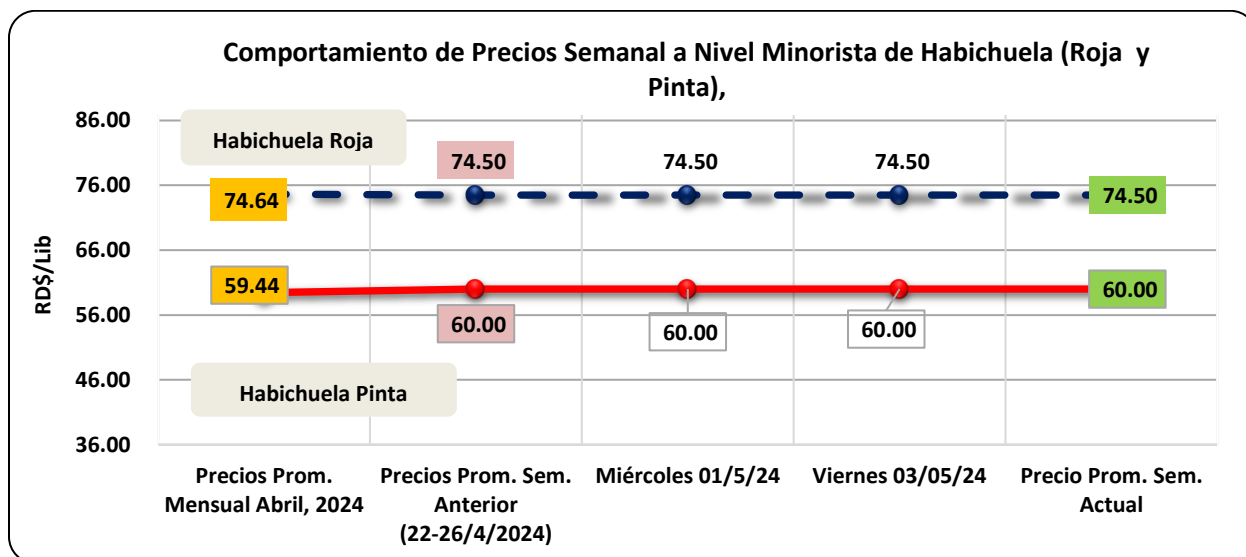 Comportamiento de Precios Semanal a Nivel Minorista de Habichuela (Roja y
Pinta),
RD$/Lib
86.00
76.00
66.00
56.00
46.00
36.00
Habichuela Roja
74.64
74.50
74.50
74.50
74.50
59.44
60.00
60.00
60.00
60.00
Habichuela Pinta
Precios Prom.
Mensual Abril, 2024
Precios Prom. Sem.
Anterior
(22-26/4/2024)
Miércoles 01/5/24
Viernes 03/05/24
Precio Prom. Sem.
Actual